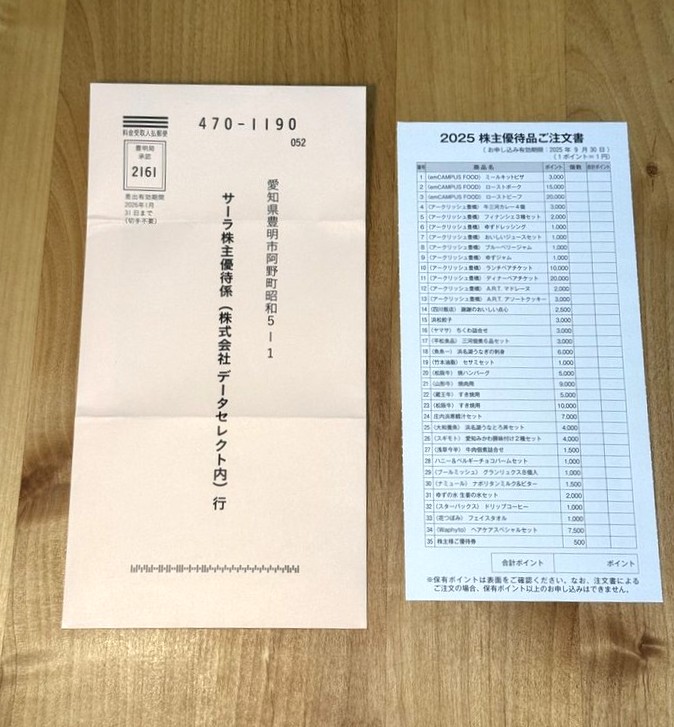 料金受取人払郵便
豊明局
承認
2161
差出有効期間
2026年1月
31日まで
(切手不要)
470-1190
052
愛知県豊明市阿野町昭和5-1
サーラ株主優待係(株式会社 データセレクト内) 行
2025 株主優待品ご注文書
(お申し込み有効期限:2025 年 9 月 30 日)
(1ポイント=1円)
番号 商品名 ポイント 個数 合計ポイント
1 (emCAMPUS FOOD) ミールキットピザ 3,000
2 (emCAMPUS FOOD) ローストポーク 15,000
3 (emCAMPUS FOOD) ローストビーフ 20,000
4 (アークリッシュ豊橋) 牛三河カレー4個 3,000
5 (アークリッシュ豊橋) フィナンシェ3種セット 2,000
6 (アークリッシュ豊橋) ゆずドレッシング 1,000
7 (アークリッシュ豊橋) おいしいジュースセット 1,000
8 (アークリッシュ豊橋) ブルーベリージャム 1,000
9 (アークリッシュ豊橋) ゆずジャム 1,000
10 (アークリッシュ豊橋) ランチペアチケット 10,000
11 (アークリッシュ豊橋) ディナーペアチケット 20,000
12 (アークリッシュ豊橋) A.R.T. マドレーヌ 2,000
13 (アークリッシュ豊橋) A.R.T. アソートクッキー 3,000
14 (四川飯店) 謝謝のおいしい点心 2,500
15 浜松餃子 3,000
16 (ヤマサ) ちくわ詰合せ 3,000
17 (平松食品) 三河佃煮6品セット 3,000
18 (魚魚一) 浜名湖うなぎの刺身 6,000
19 (竹本油脂) セサミセット 1,000
20 (松阪牛) 焼ハンバーグ 5,000
21 (山形牛) 焼肉用 9,000
22 (蔵王牛) すき焼用 5,000
23 (松阪牛) すき焼用 10,000
24 庄内浜青鰹汁セット 7,000
25 (大和養魚) 浜名湖うなとろ丼セット 4,000
26 (スギモト) 愛知みかわ豚味付け2種セット 4,000
27 (浅草今半) 牛肉佃煮詰合せ 1,500
28 ハニー&ベルギーチョコバームセット 1,000
29 (ブールミッシュ) グランリュクス8個入 1,000
30 (ナミュール) ナポリタンミルク&ビター 1,500
31 ゆずの水 生姜の水セット 2,000
32 (スターバックス) ドリップコーヒー 1,000
33 (花つぼみ) フェイスタオル 1,000
34 (Waphyto) ヘアケアスペシャルセット 7,500
35 株主様ご優待券 500
合計ポイント ポイント
※保有ポイントは表面をご確認ください。なお、注文書による
ご注文の場合、保有ポイント以上のお申し込みはできません。